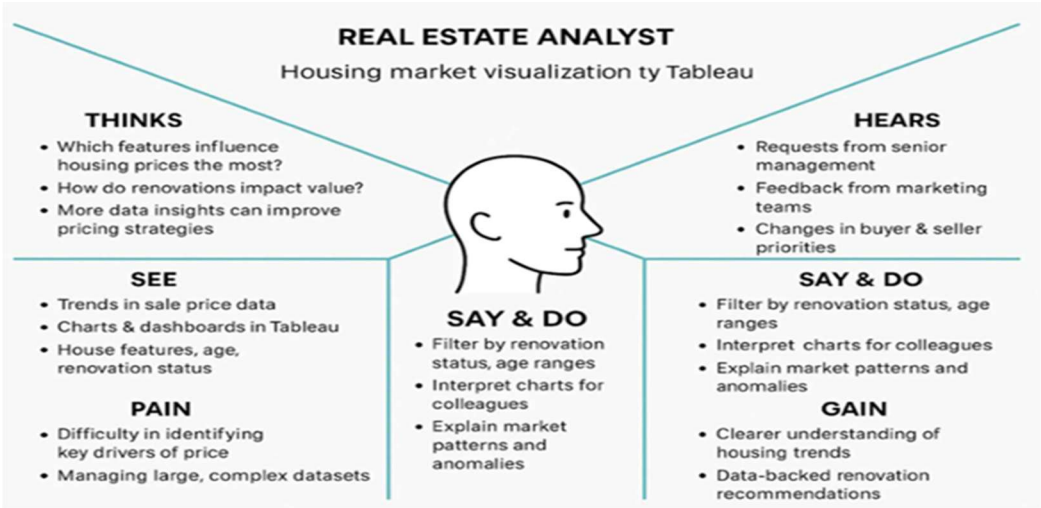 REAL ESTATE ANALYST
Housing market visualization ty Tableau
THINKS
• Which features influence
housing prices the most?
• How do renovations impact value?
• More data insights can improve
pricing strategies
HEARS
• Requests from senior
management
• Feedback from marketing
teams
• Changes in buyer & seller
priorities
SEE
• Trends in sale price data
• Charts & dashboards in Tableau
• House features, age,
renovation status
PAIN
• Difficulty in identifying
key drivers of price
• Managing large, complex datasets
SAY & DO
• Filter by renovation
status, age ranges
• Interpret charts for
colleagues
• Explain market
patterns and
anomalies
SAY & DO
• Filter by renovation status, age
ranges
• Interpret charts for colleagues
• Explain market patterns and
anomalies
GAIN
• Clearer understanding of
housing trends
• Data-backed renovation
recommendations